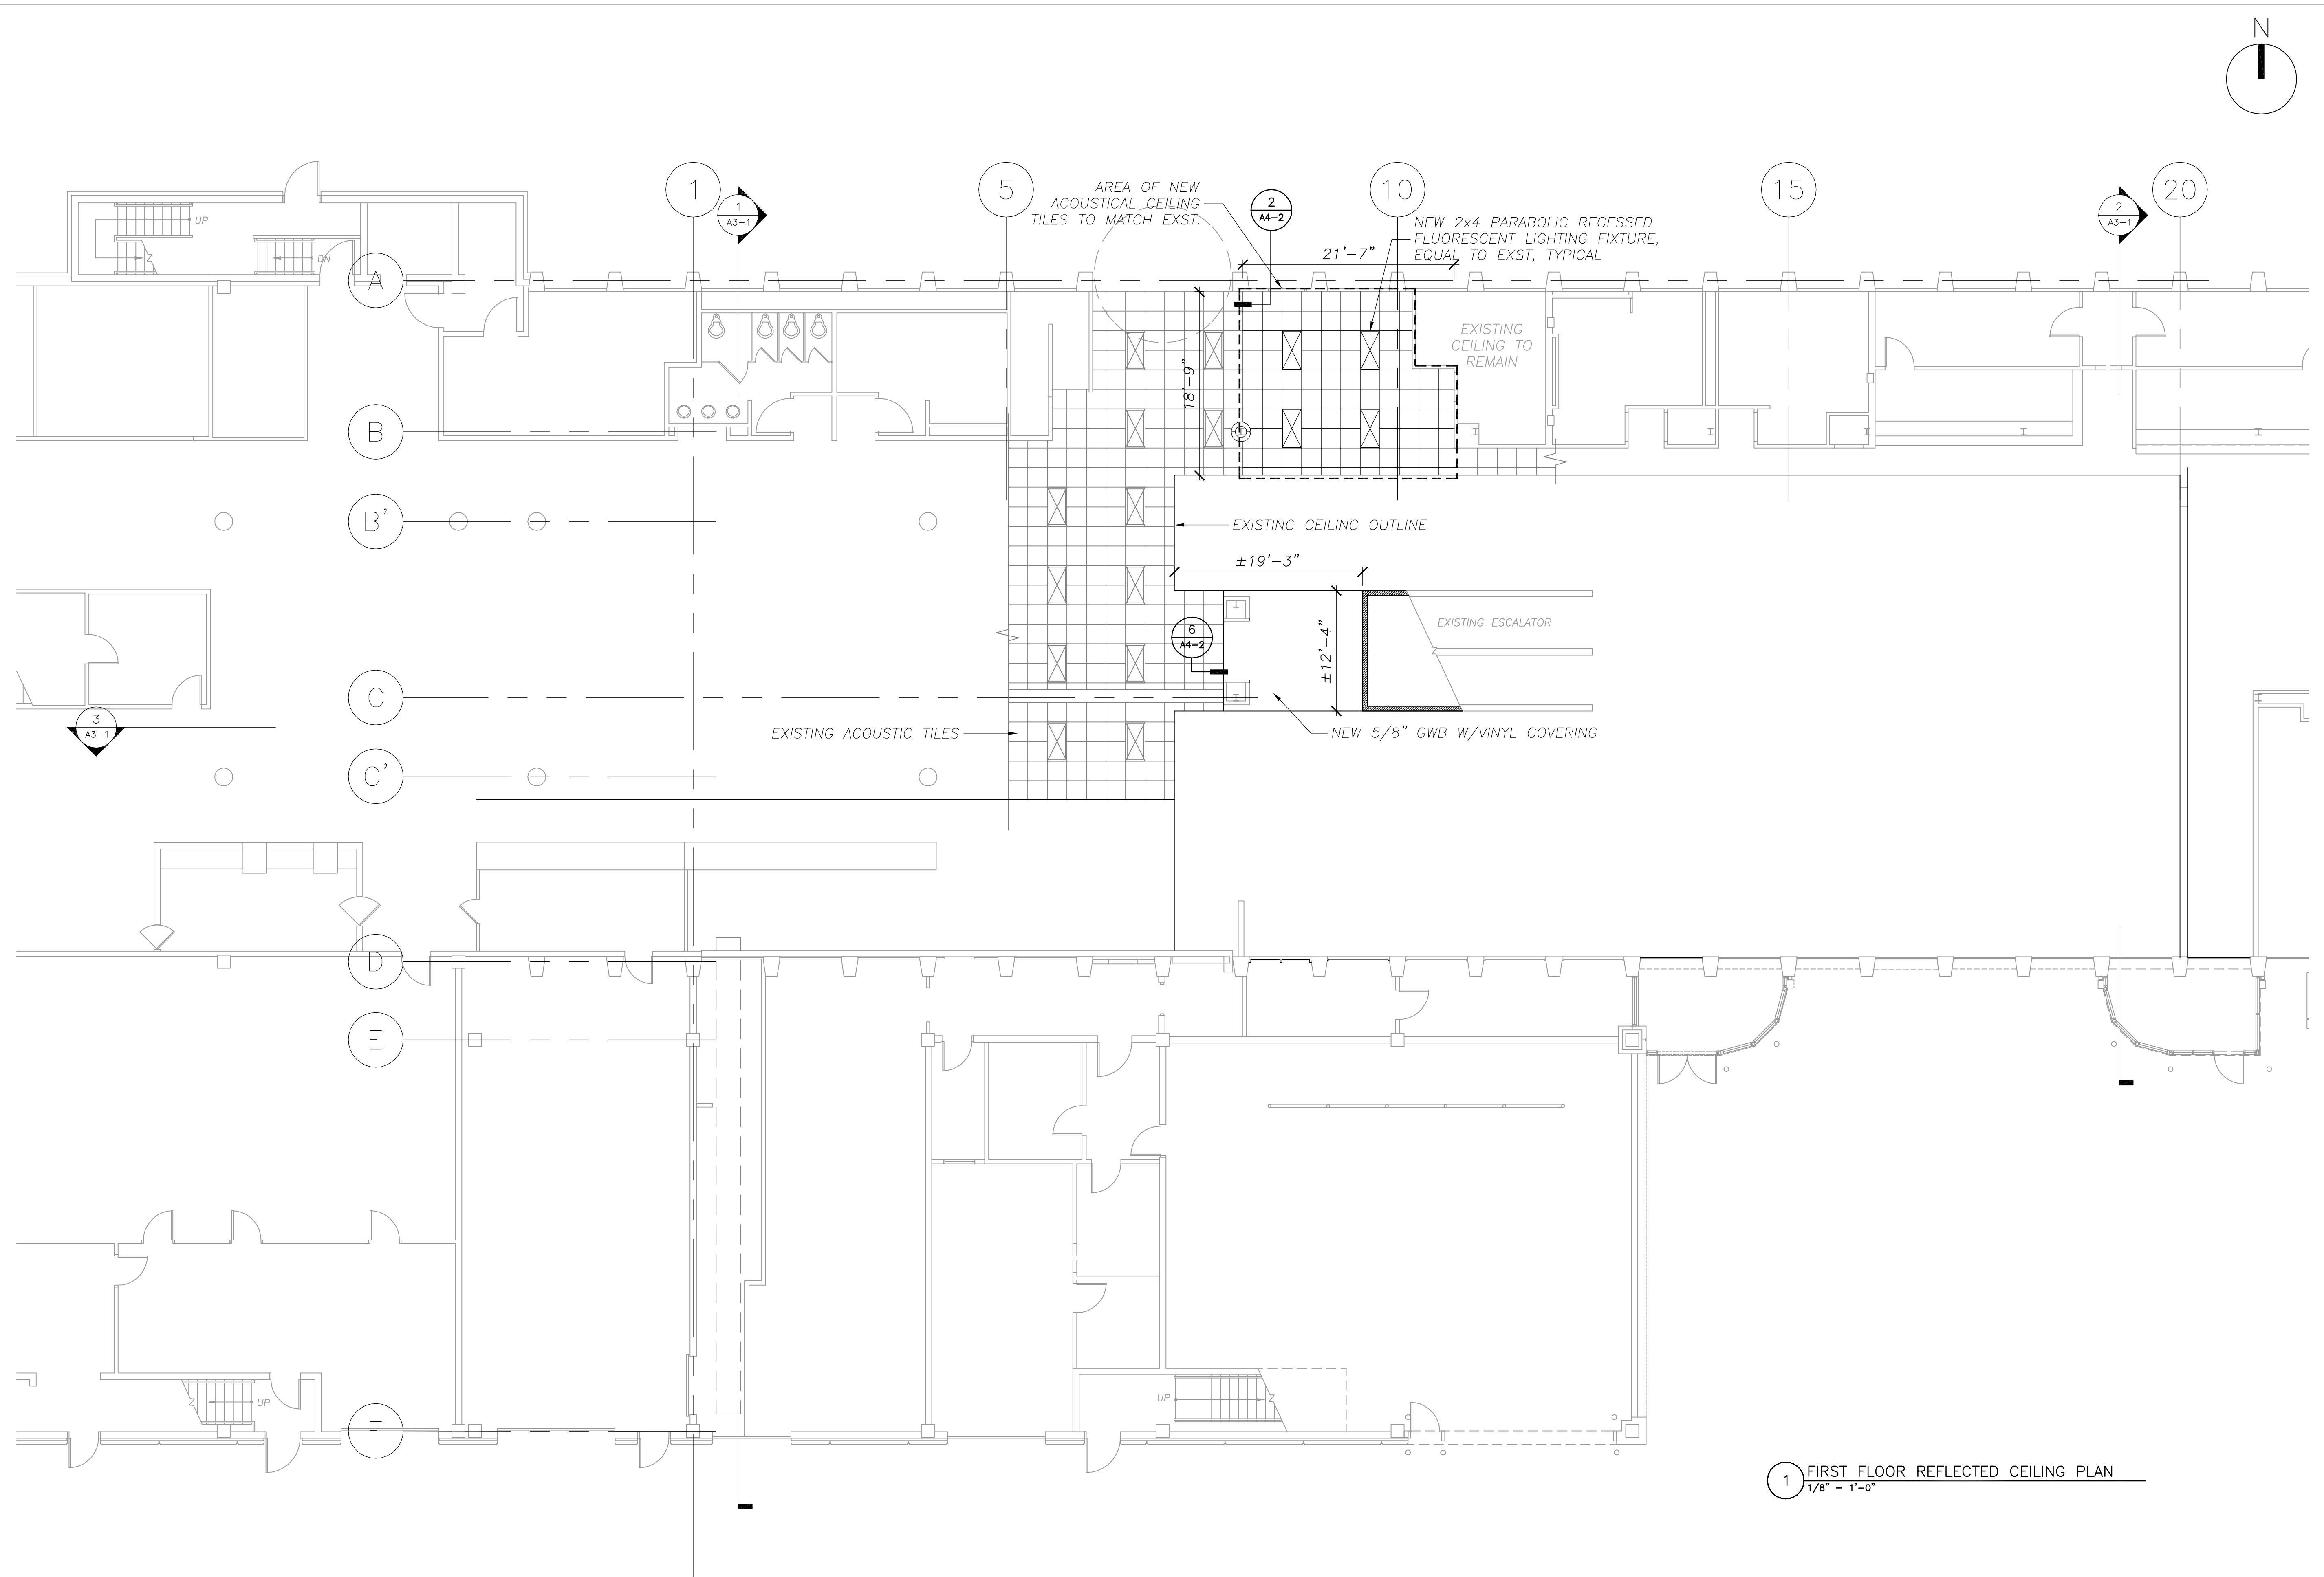 N
1
5
10
15
20
1
A3-1
AREA OF NEW
ACOUSTICAL CEILING
TILES TO MATCH EXST.
2
A4-2
NEW 2x4 PARABOLIC RECESSED
FLUORESCENT LIGHTING FIXTURE,
EQUAL TO EXST, TYPICAL
2
A3-1
21'-7"
UP
DN
A
EXISTING
CEILING TO
REMAIN
18'-9"
B
B'
EXISTING CEILING OUTLINE
±19'-3"
EXISTING ESCALATOR
6
A4-2
±12'-4"
C
3
A3-1
EXISTING ACOUSTIC TILES
NEW 5/8" GWB W/VINYL COVERING
C'
D
E
UP
UP
F
1
FIRST FLOOR REFLECTED CEILING PLAN
1/8" = 1'-0"